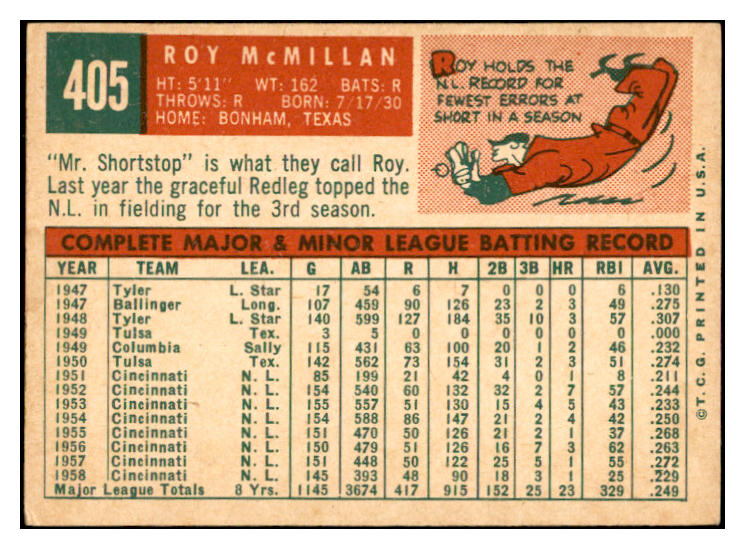 405
ROY McMILLAN
HT: 5'11" WT: 162 BATS: R
THROWS: R BORN: 7/17/30
HOME: BONHAM, TEXAS
ROY HOLDS THE
N.L. RECORD FOR
FEWEST ERRORS AT
SHORT IN A SEASON
"Mr. Shortstop" is what they call Roy.
Last year the graceful Redleg topped the
N.L. in fielding for the 3rd season.
COMPLETE MAJOR & MINOR LEAGUE BATTING RECORD
YEAR TEAM LEA. G AB R H 2B 3B HR RBI AVG.
1947 Tyler L. Star 17 54 6 7 0 0 0 6 .130
1947 Ballinger Long. 107 459 90 126 23 2 3 49 .275
1948 Tyler L. Star 140 599 127 184 35 10 3 57 .307
1949 Tulsa Tex. 3 5 0 0 0 0 0 0 .000
1949 Columbia Sally 115 431 63 100 20 1 2 46 .232
1950 Tulsa Tex. 142 562 73 154 31 2 3 51 .274
1951 Cincinnati N. L. 85 199 21 42 4 0 1 8 .211
1952 Cincinnati N. L. 154 540 60 132 32 2 7 57 .244
1953 Cincinnati N. L. 155 557 51 130 15 4 5 43 .233
1954 Cincinnati N. L. 154 588 86 147 21 2 4 42 .250
1955 Cincinnati N. L. 151 470 50 126 21 2 1 37 .268
1956 Cincinnati N. L. 150 479 51 126 16 7 3 62 .263
1957 Cincinnati N. L. 151 448 50 122 25 5 1 55 .272
1958 Cincinnati N. L. 145 393 48 90 18 3 1 25 .229
Major League Totals 8 Yrs. 1145 3674 417 915 152 25 23 329 .249
©T.C.G. PRINTED IN U.S.A.